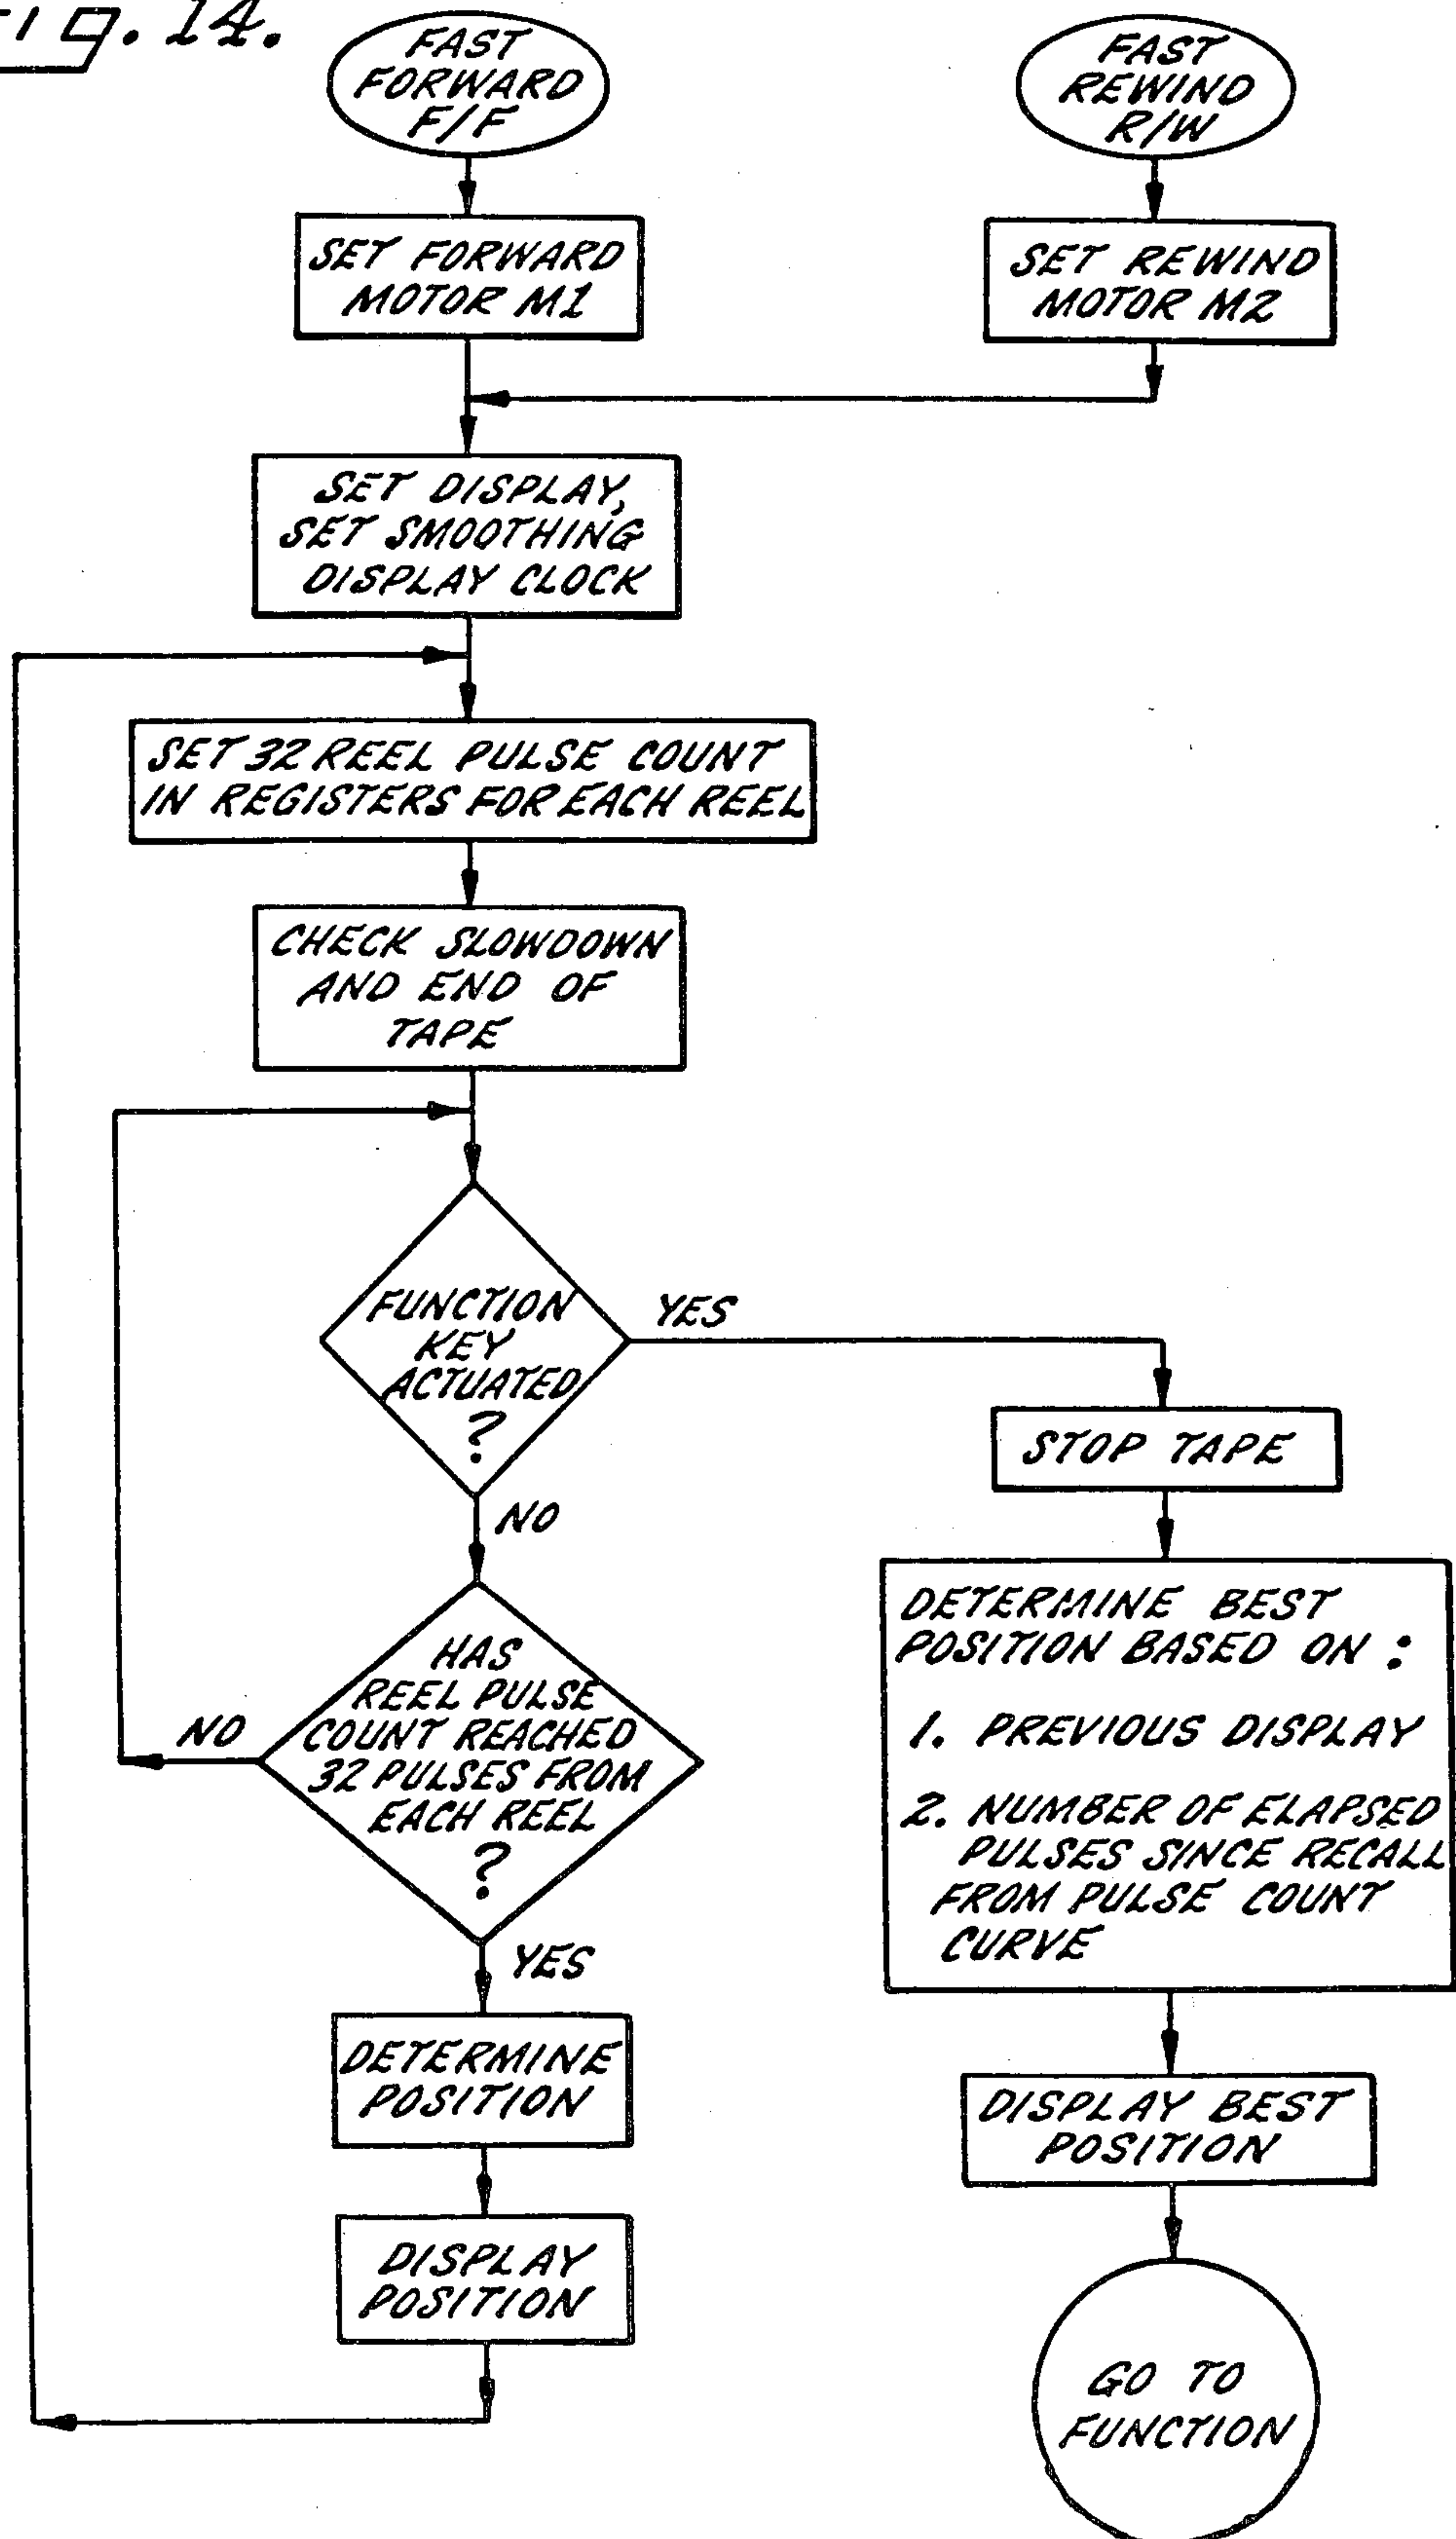 Fig. 14.
FAST
FORWARD
F/F
FAST
REWIND
R/W
SET FORWARD
MOTOR M1
SET REWIND
MOTOR M2
SET DISPLAY,
SET SMOOTHING
DISPLAY CLOCK
SET 32 REEL PULSE COUNT
IN REGISTERS FOR EACH REEL
CHECK SLOWDOWN
AND END OF
TAPE
FUNCTION
KEY
ACTUATED
?
YES
NO
STOP TAPE
HAS
REEL PULSE
COUNT REACHED
32 PULSES FROM
EACH REEL
?
NO
YES
DETERMINE BEST
POSITION BASED ON :
1. PREVIOUS DISPLAY
2. NUMBER OF ELAPSED
PULSES SINCE RECALL
FROM PULSE COUNT
CURVE
DETERMINE
POSITION
DISPLAY BEST
POSITION
DISPLAY
POSITION
GO TO
FUNCTION